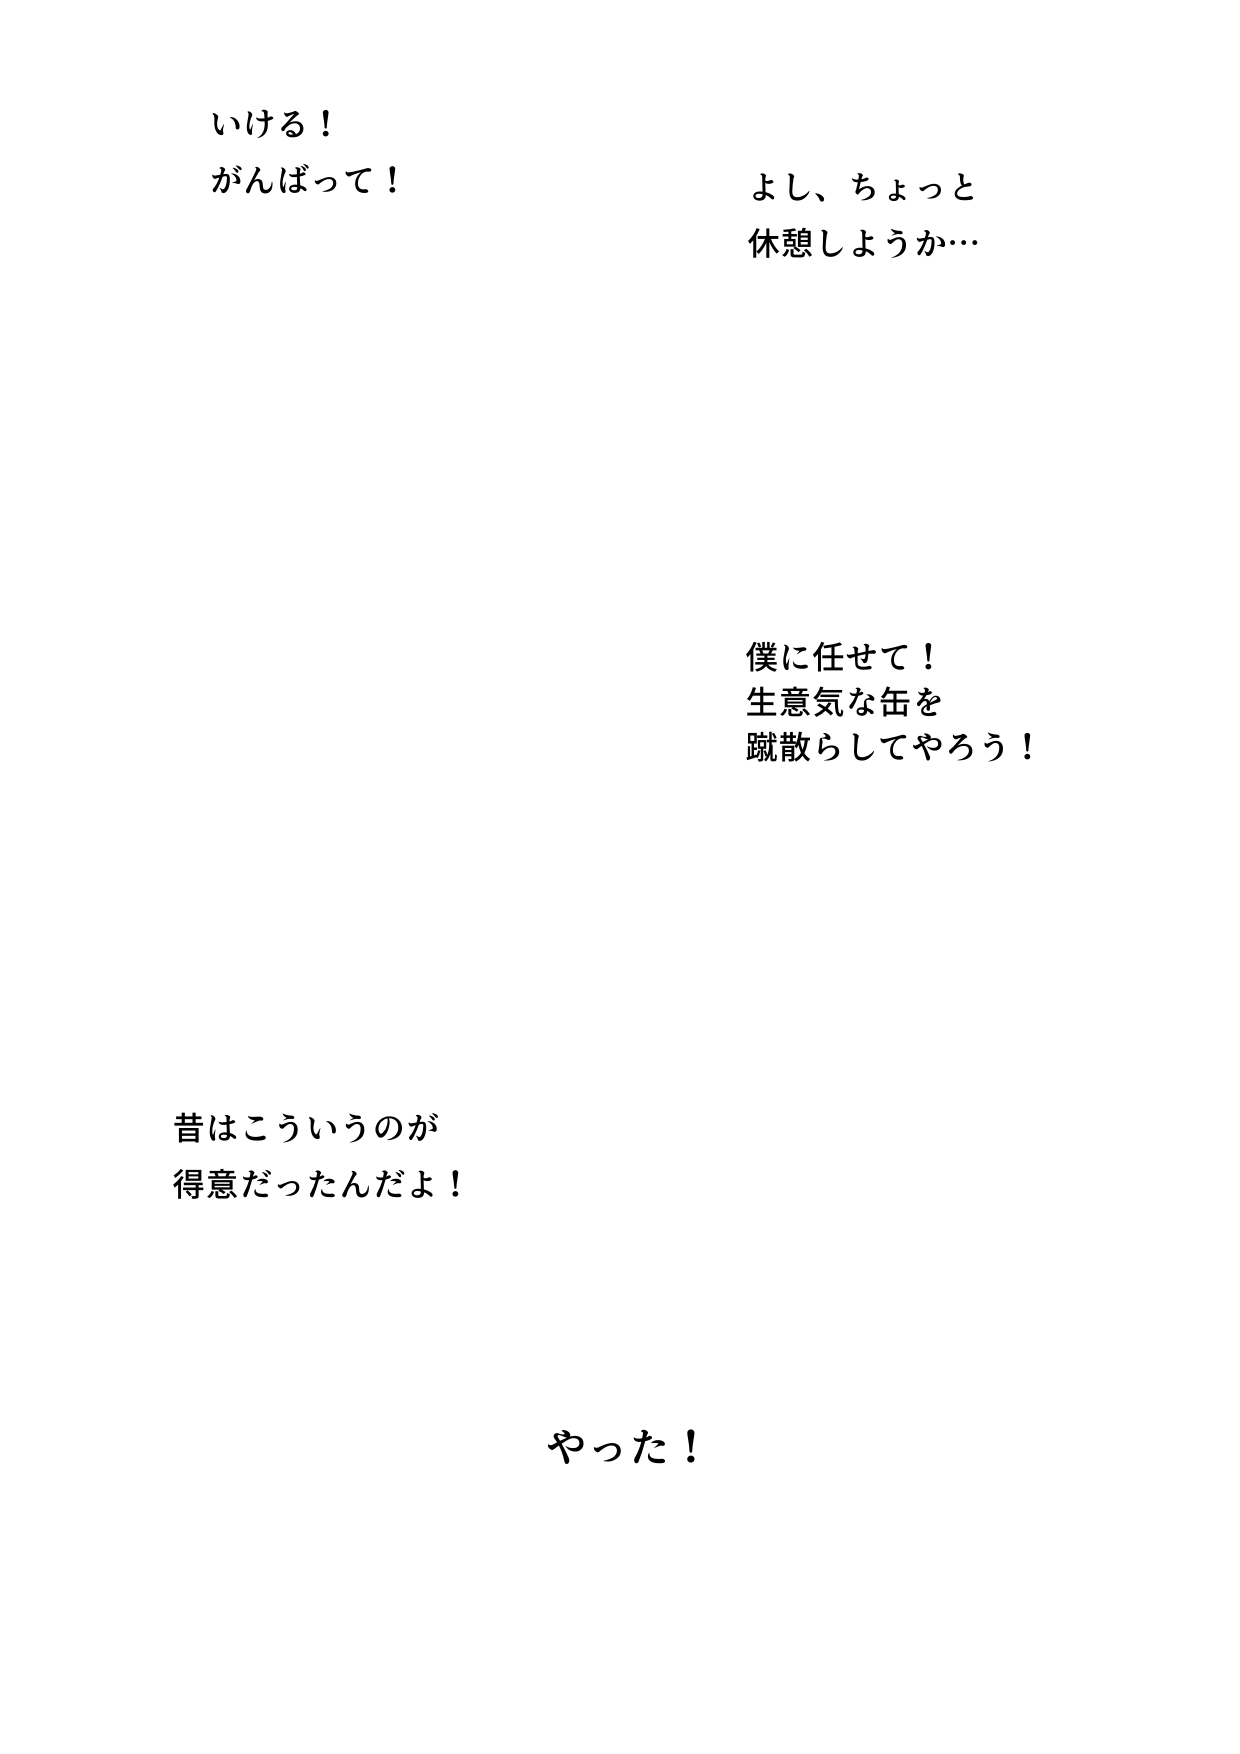 いける！
がんばって！
よし、ちょっと
休憩しようか…
僕に任せて！
生意気な缶を
蹴散らしてやろう！
昔はこういうのが
得意だったんだよ！
やった！